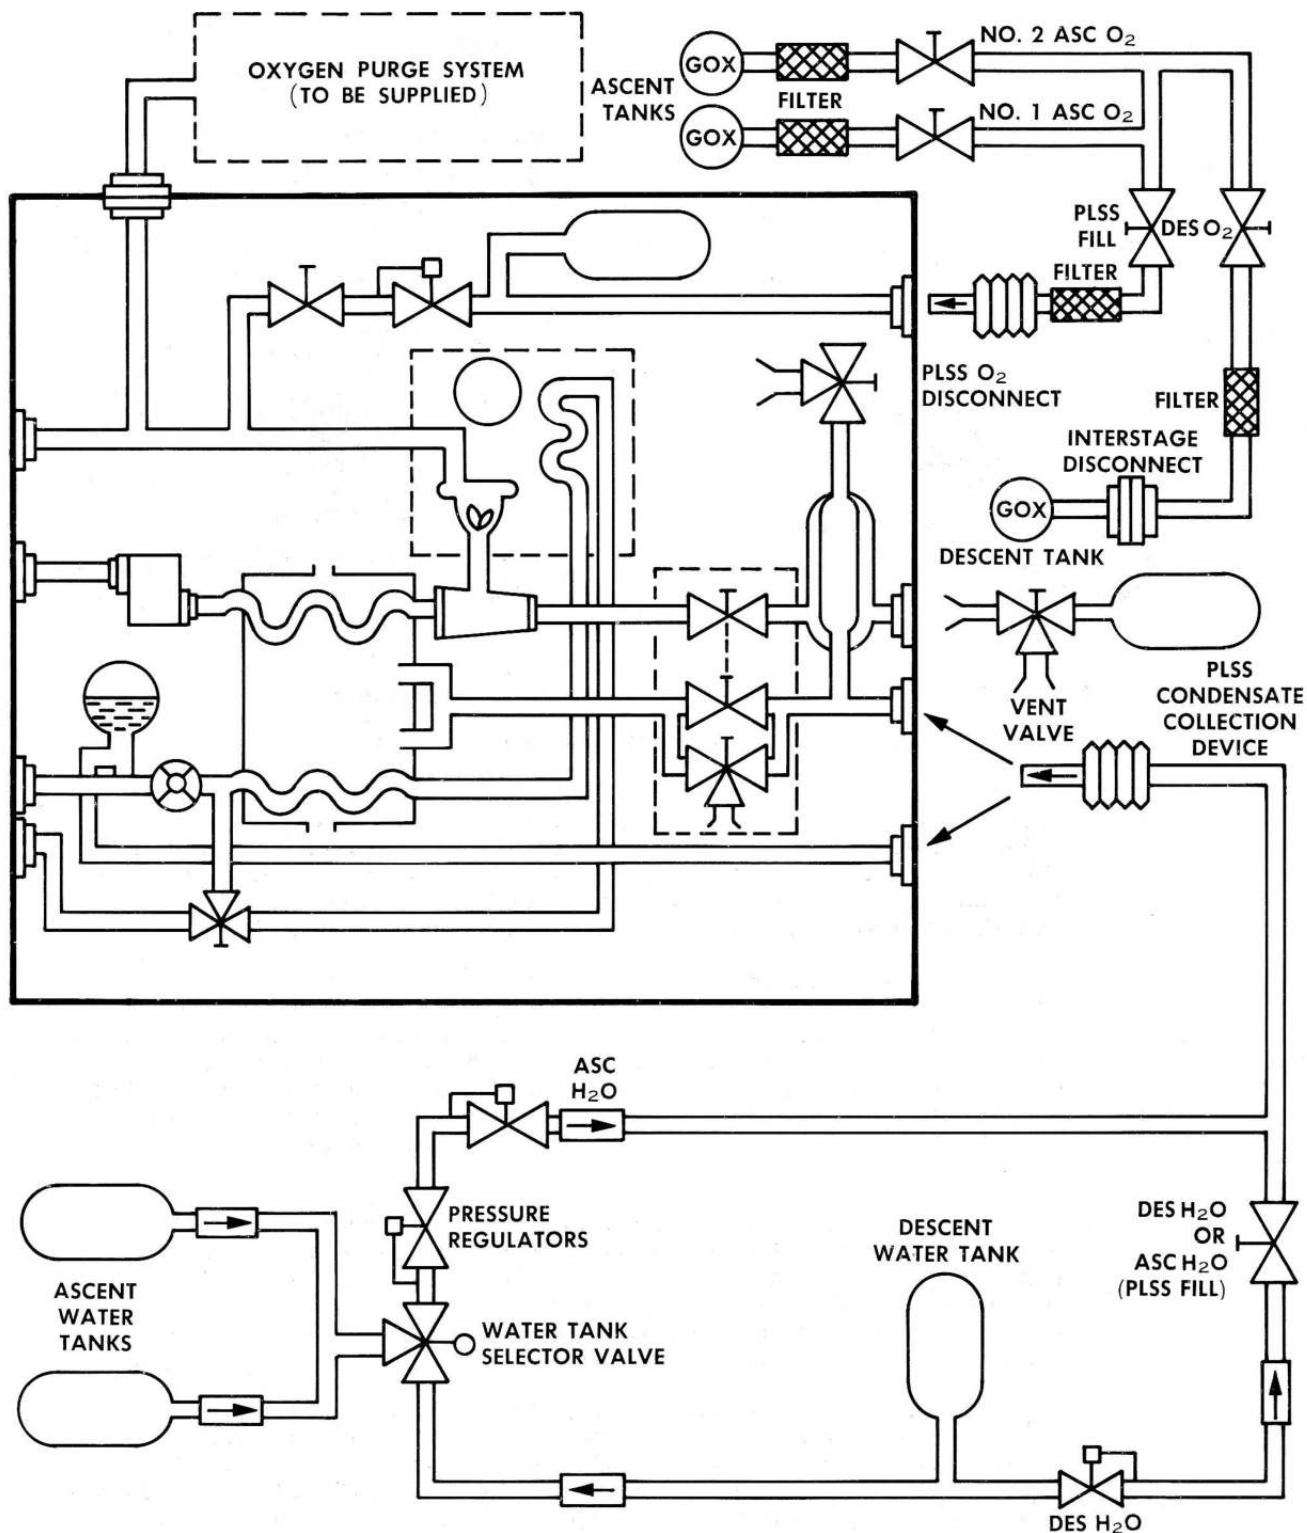 OXYGEN PURGE SYSTEM
(TO BE SUPPLIED)
ASCENT
TANKS
GOX
FILTER
GOX
NO. 2 ASC O₂
NO. 1 ASC O₂
PLSS
FILL
DES O₂
FILTER
PLSS O₂
DISCONNECT
FILTER
INTERSTAGE
DISCONNECT
GOX
DESCENT TANK
VENT
VALVE
PLSS
CONDENSATE
COLLECTION
DEVICE
ASC
H₂O
PRESSURE
REGULATORS
ASCENT
WATER
TANKS
WATER TANK
SELECTOR VALVE
DESCENT
WATER TANK
DES H₂O
OR
ASC H₂O
(PLSS FILL)
DES H₂O